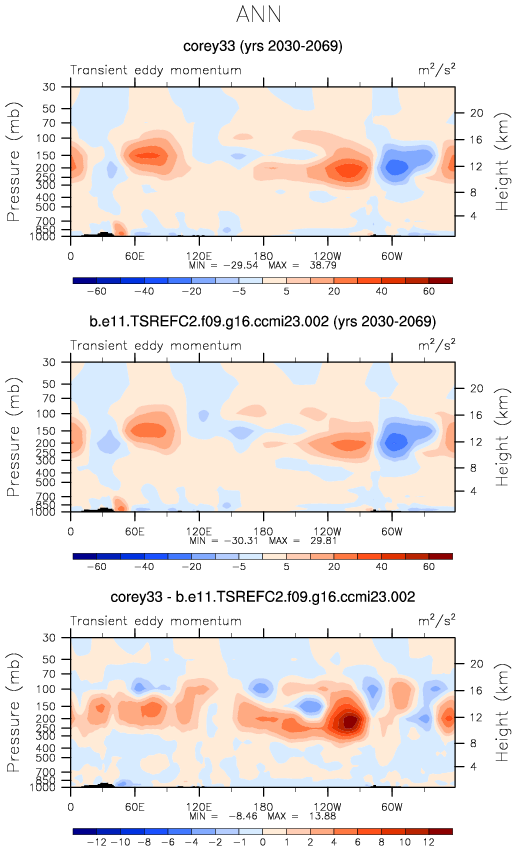 ANN
corey33 (yrs 2030-2069)
Transient eddy momentum m²/s²
Pressure (mb)
30
50
70
100
150
200
250
300
400
500
700
850
1000
Height (km)
20
16
12
8
4
0 60E 120E 180 120W 60W
MIN = −29.54 MAX = 38.79
−60 −40 −20 −5 5 20 40 60
b.e11.TSREFC2.f09.g16.ccmi23.002 (yrs 2030-2069)
Transient eddy momentum m²/s²
Pressure (mb)
30
50
70
100
150
200
250
300
400
500
700
850
1000
Height (km)
20
16
12
8
4
0 60E 120E 180 120W 60W
MIN = −30.31 MAX = 29.81
−60 −40 −20 −5 5 20 40 60
corey33 - b.e11.TSREFC2.f09.g16.ccmi23.002
Transient eddy momentum m²/s²
Pressure (mb)
30
50
70
100
150
200
250
300
400
500
700
850
1000
Height (km)
20
16
12
8
4
0 60E 120E 180 120W 60W
MIN = −8.46 MAX = 13.88
−12 −10 −8 −6 −4 −2 −1 0 1 2 4 6 8 10 12